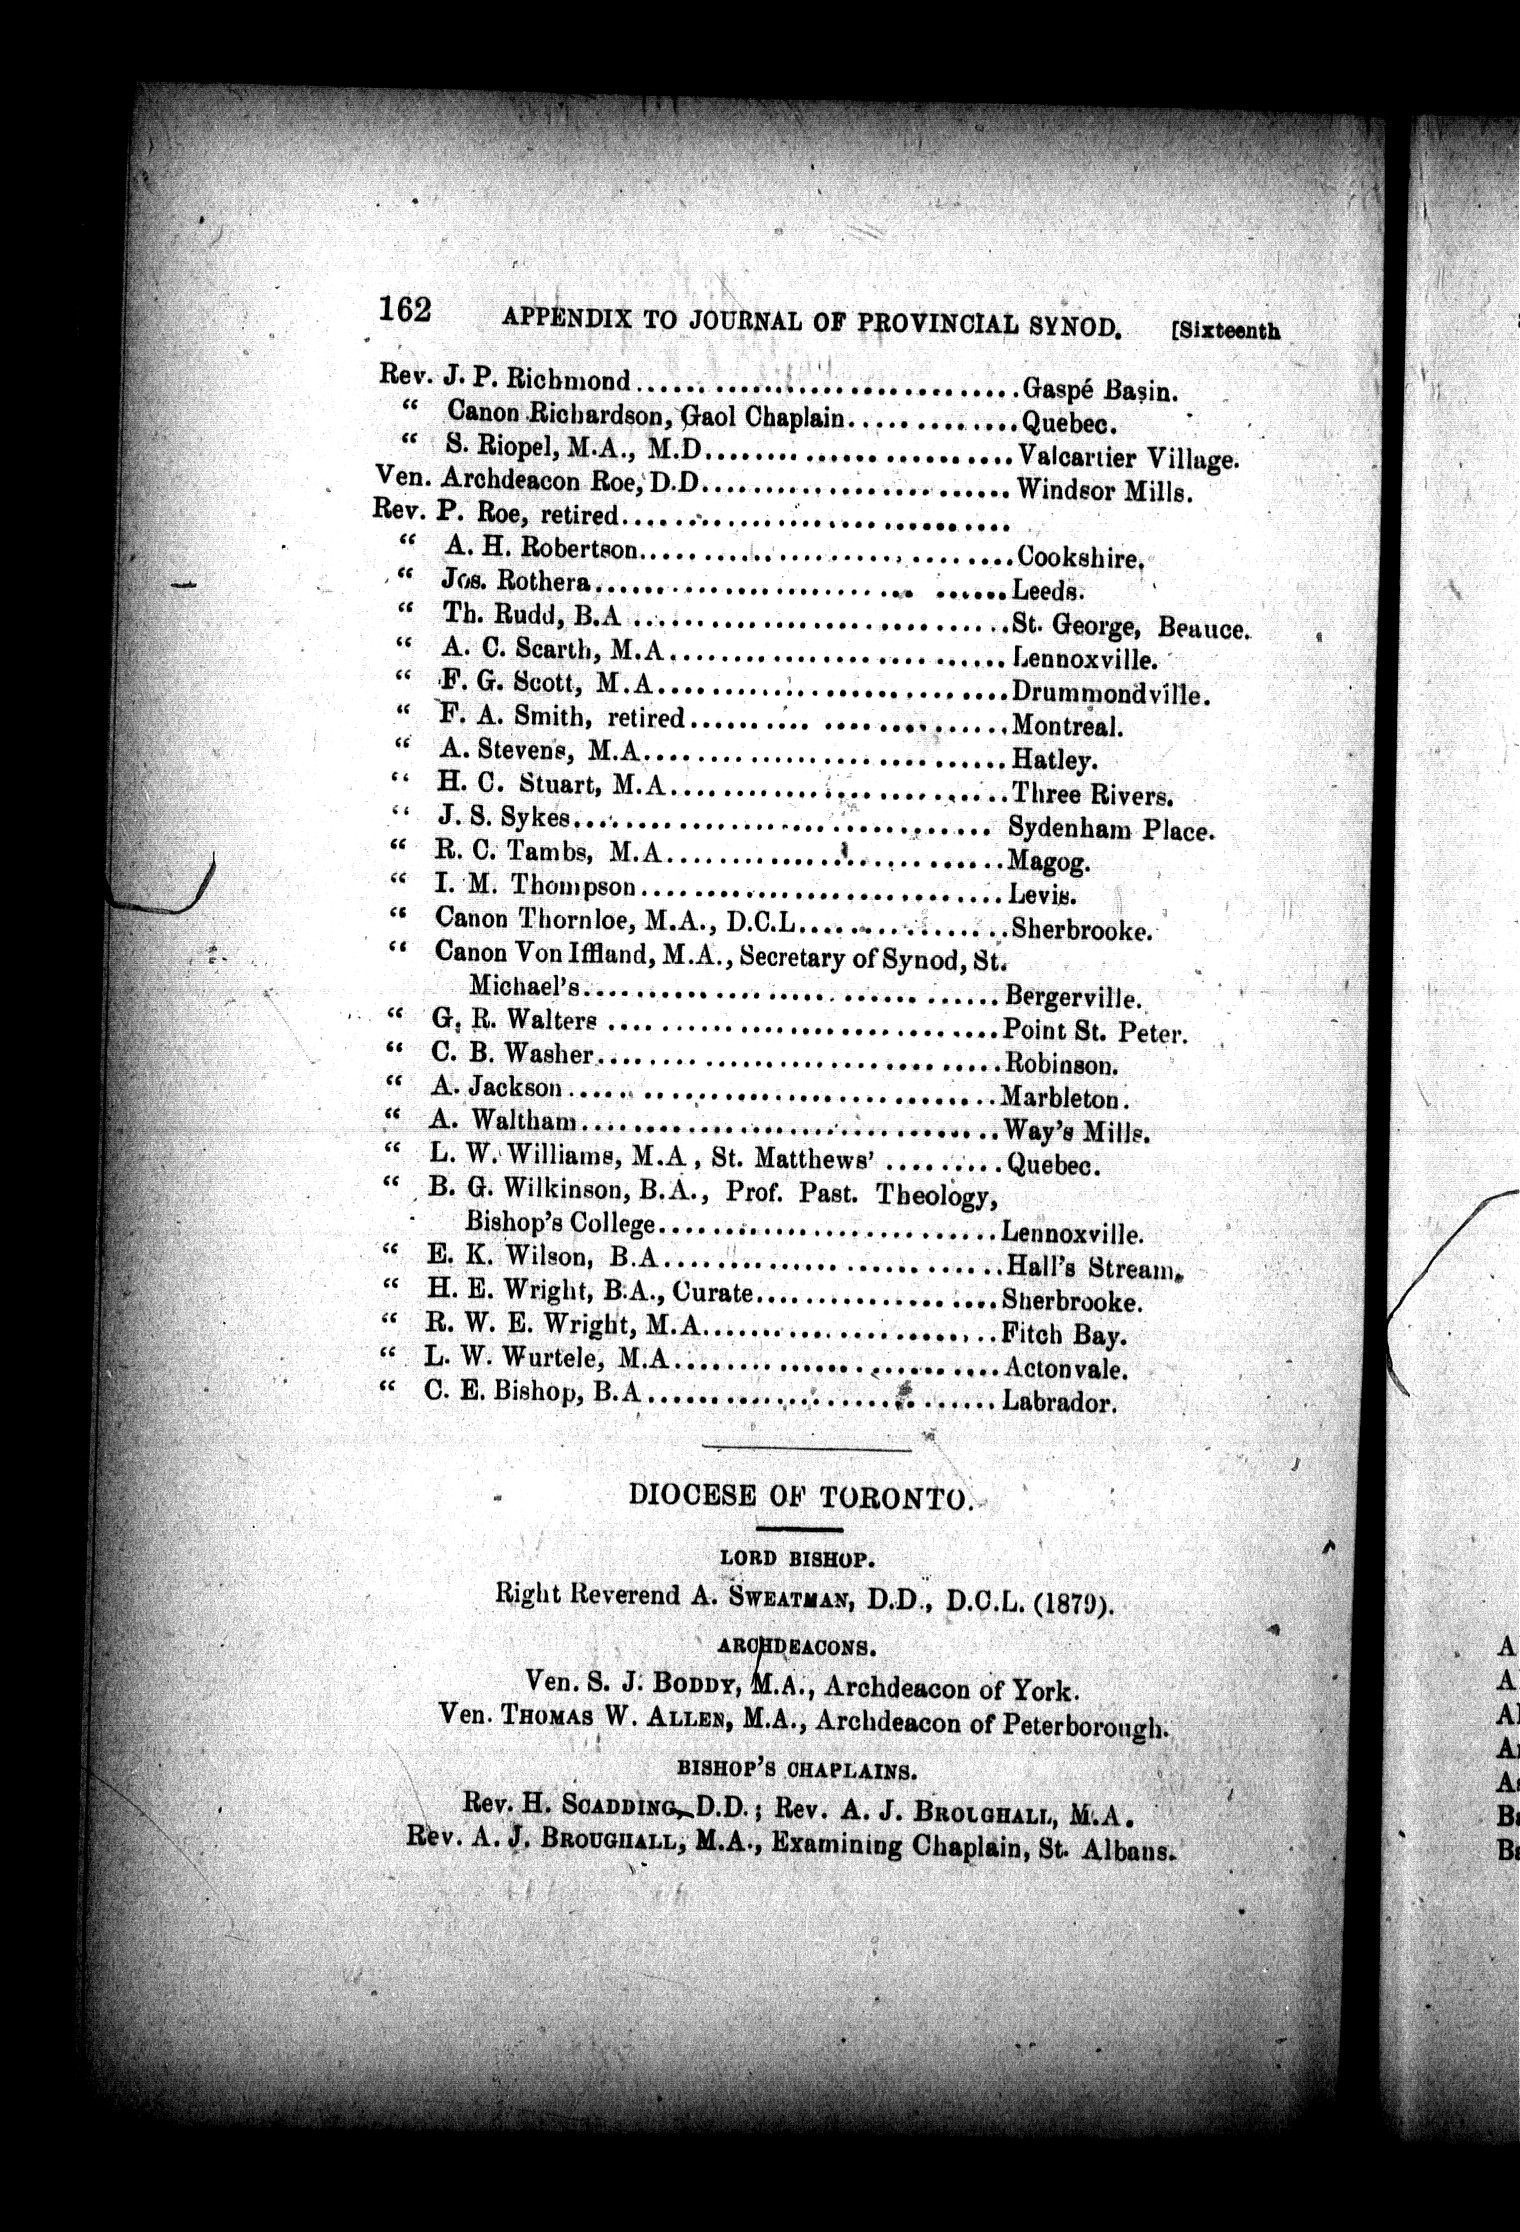 162 APPENDIX TO JOURNAL OF PROVINCIAL SYNOD. [Sixteenth
Rev. J. P. Richmond........................................Gaspé Basin.
“ Canon Richardson, Gaol Chaplain.............Quebec.
“ S. Riopel, M.A., M.D..............................Valcartier Village.
Ven. Archdeacon Roe, D.D..............................Windsor Mills.
Rev. P. Roe, retired........................................
“ A. H. Robertson....................................Cookshire.
“ Jos. Rothera........................................Leeds.
“ Th. Rudd, B.A ....................................St. George, Beauce.
“ A. C. Scarth, M.A..................................Lennoxville.
“ F. G. Scott, M.A..................................Drummondville.
“ F. A. Smith, retired..............................Montreal.
“ A. Stevens, M.A..................................Hatley.
“ H. C. Stuart, M.A..................................Three Rivers.
“ J. S. Sykes........................................Sydenham Place.
“ R. C. Tambs, M.A..................................Magog.
“ I. M. Thompson....................................Levis.
“ Canon Thornloe, M.A., D.C.L....................Sherbrooke.
“ Canon Von Iffland, M.A., Secretary of Synod, St.
Michael's........................................Bergerville.
“ G. R. Walters ....................................Point St. Peter.
“ C. B. Washer......................................Robinson.
“ A. Jackson........................................Marbleton.
“ A. Waltham........................................Way's Mills.
“ L. W. Williams, M.A , St. Matthews' ..........Quebec.
“ B. G. Wilkinson, B.A., Prof. Past. Theology,
Bishop's College..................................Lennoxville.
“ E. K. Wilson, B.A..................................Hall's Stream.
“ H. E. Wright, B.A., Curate......................Sherbrooke.
“ R. W. E. Wright, M.A..............................Fitch Bay.
“ L. W. Wurtele, M.A................................Actonvale.
“ C. E. Bishop, B.A..................................Labrador.
DIOCESE OF TORONTO.
LORD BISHOP.
Right Reverend A. SWEATMAN, D.D., D.C.L. (1879).
ARCHDEACONS.
Ven. S. J. BODDY, M.A., Archdeacon of York.
Ven. THOMAS W. ALLEN, M.A., Archdeacon of Peterborough.
BISHOP'S CHAPLAINS.
Rev. H. SCADDING, D.D.; Rev. A. J. BROUGHALL, M.A.
Rev. A. J. BROUGHALL, M.A., Examining Chaplain, St. Albans.